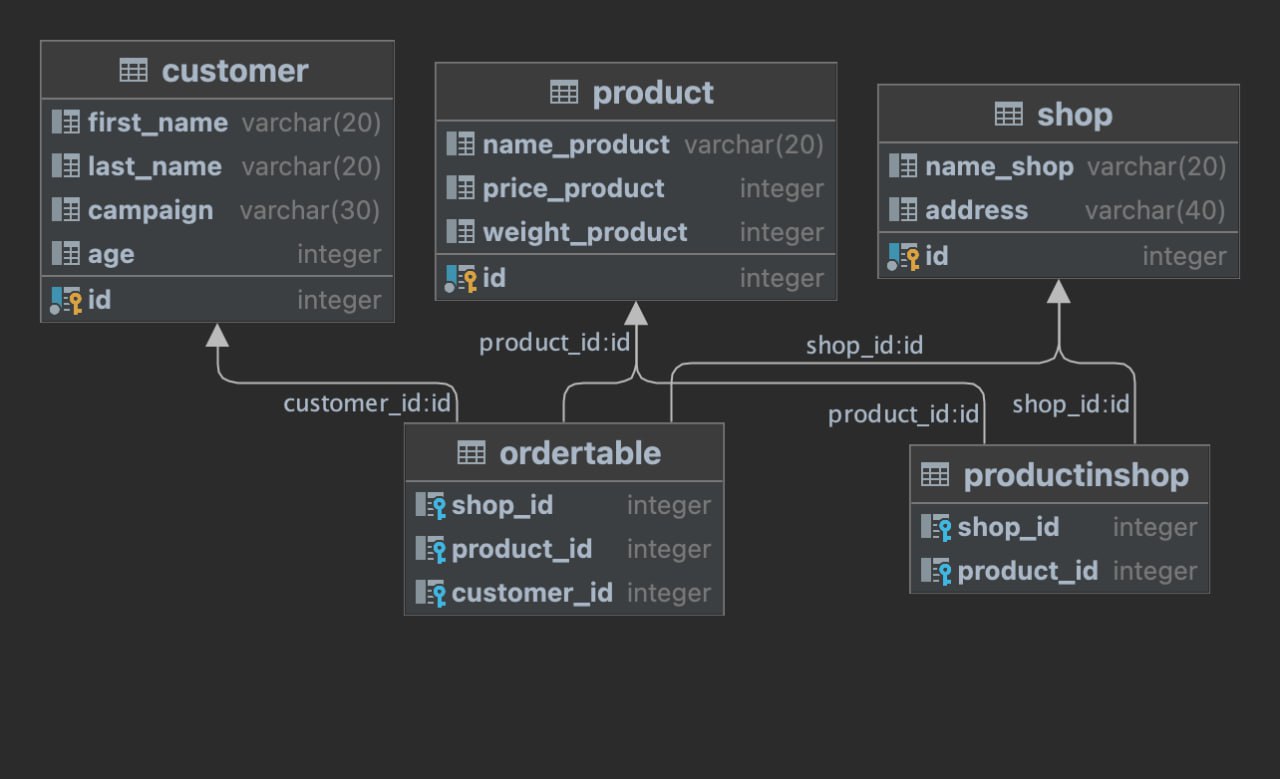 customer
first_name varchar(20)
last_name varchar(20)
campaign varchar(30)
age integer
id integer
product
name_product varchar(20)
price_product integer
weight_product integer
id integer
shop
name_shop varchar(20)
address varchar(40)
id integer
product_id:id
shop_id:id
customer_id:id
product_id:id
shop_id:id
ordertable
shop_id integer
product_id integer
customer_id integer
productinshop
shop_id integer
product_id integer